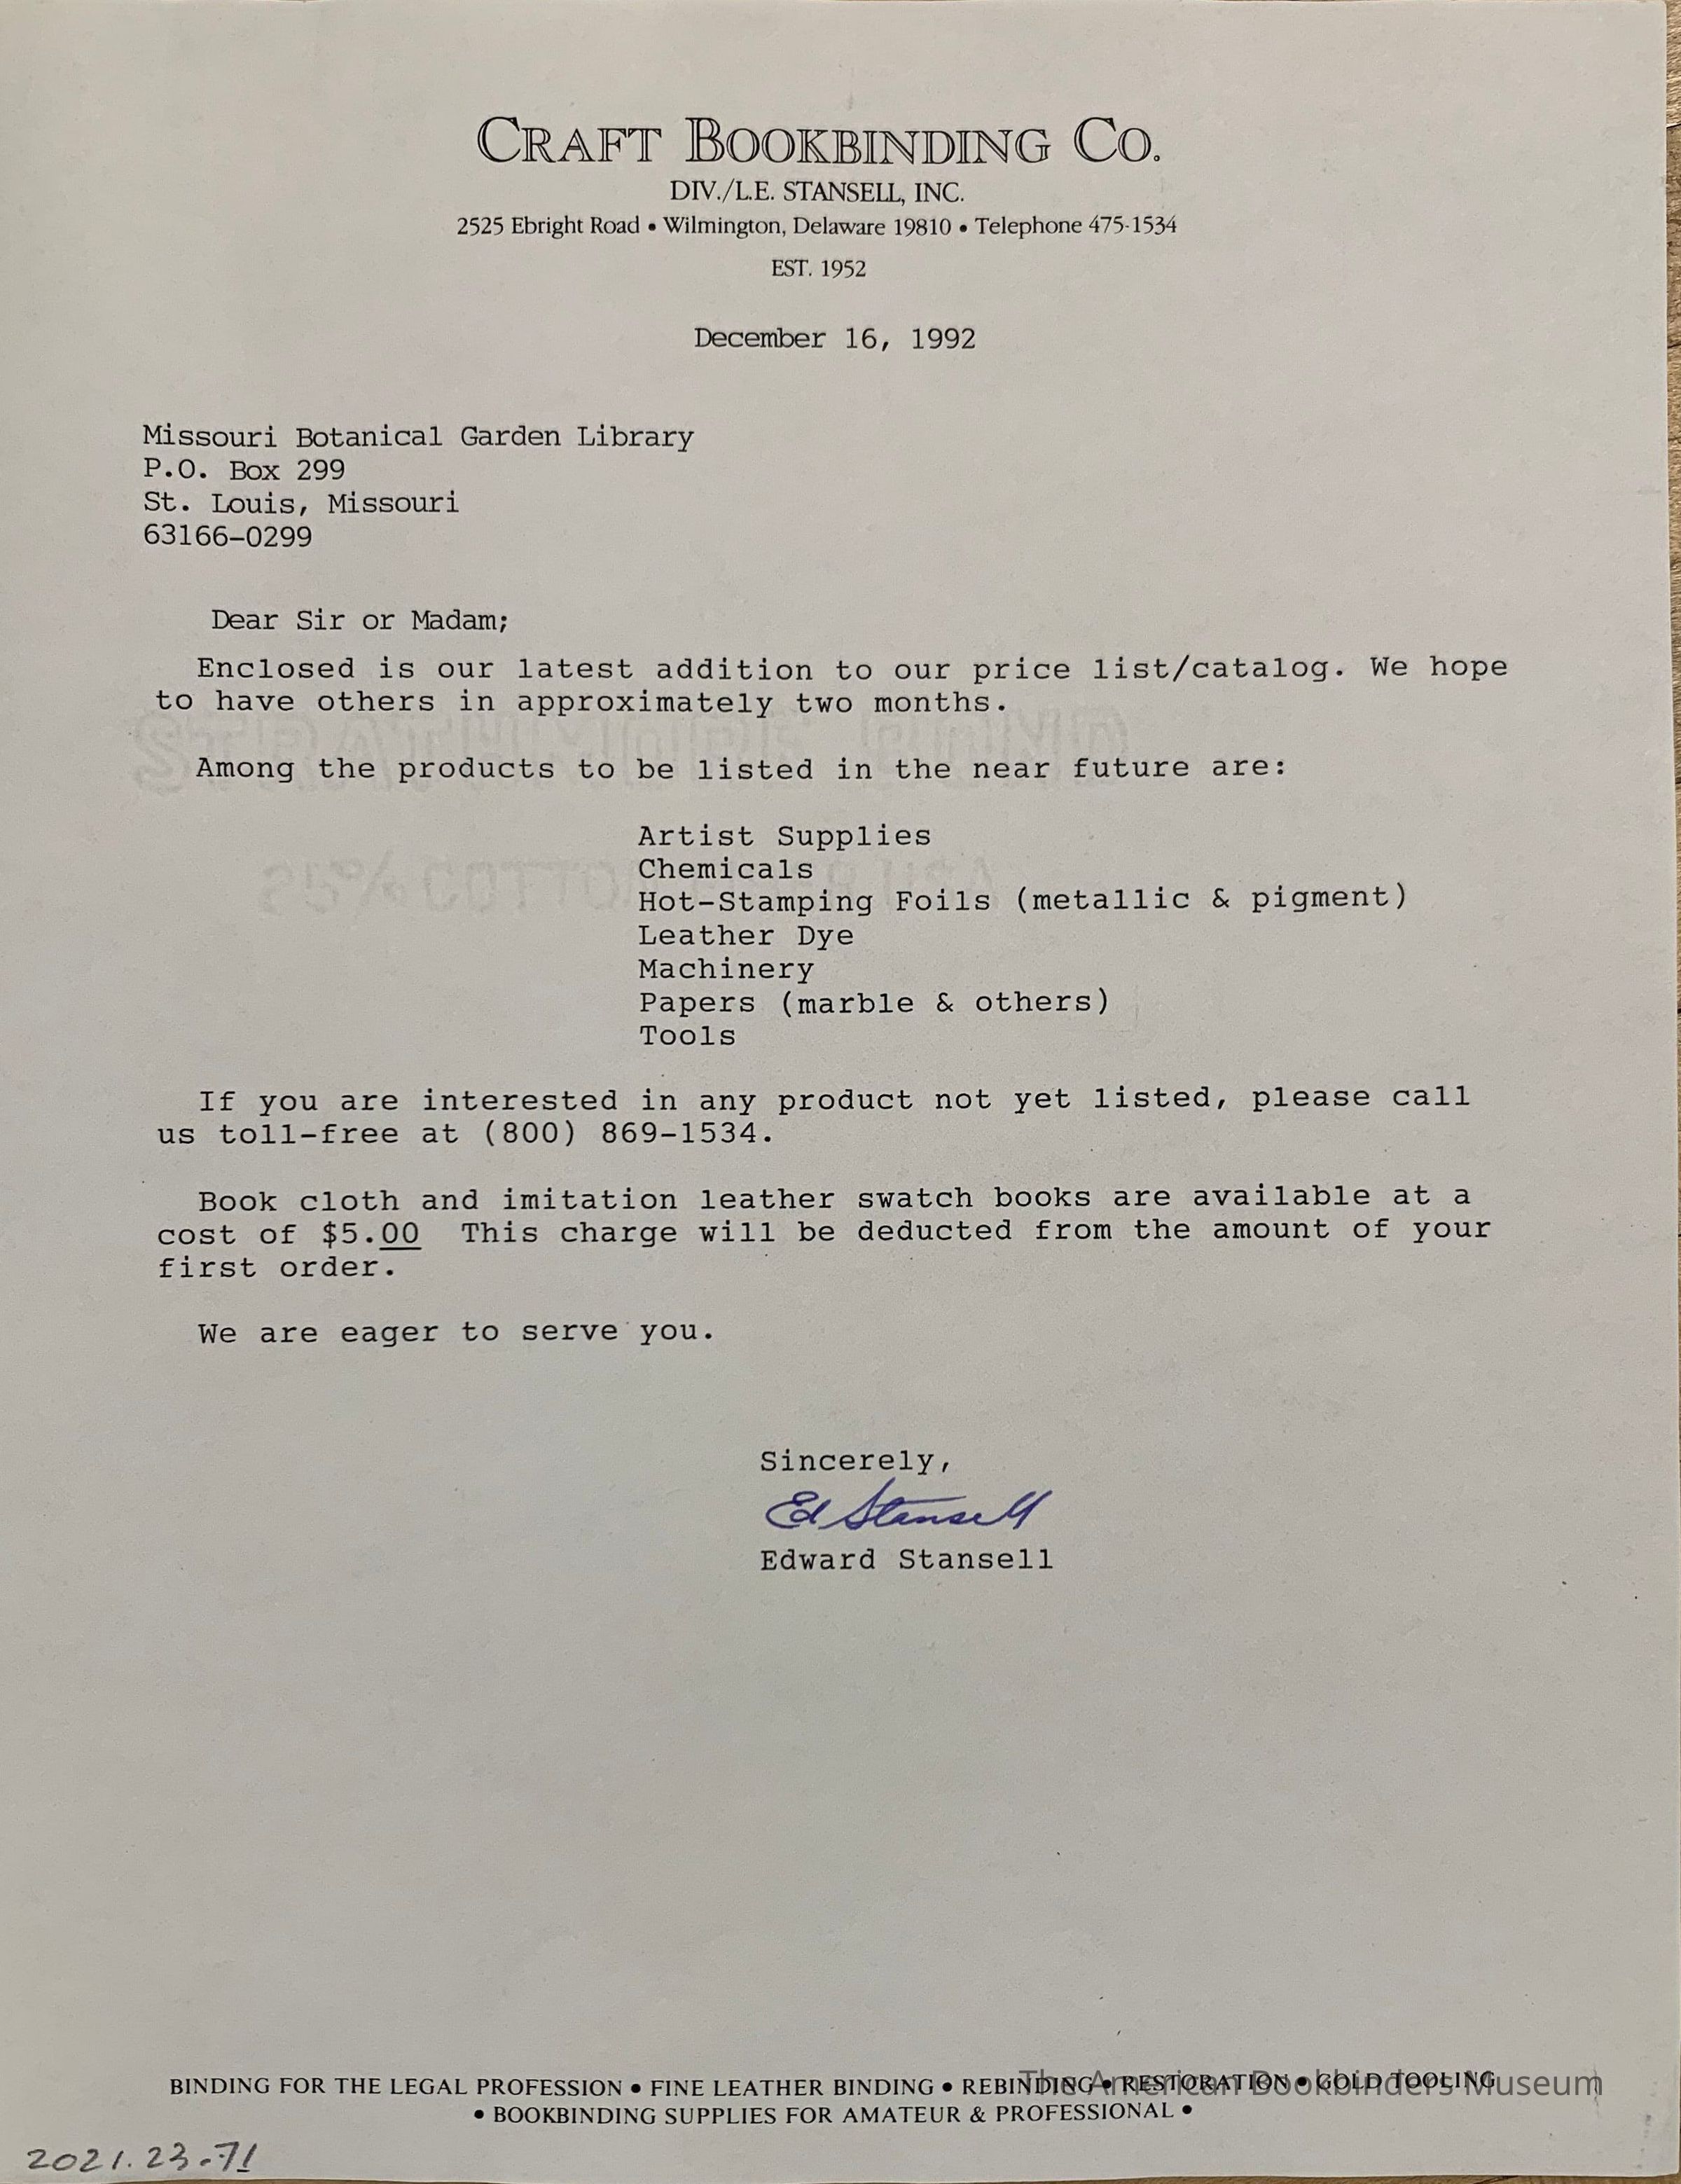 CRAFT BOOKBINDING CO.
DIV./L.E. STANSELL, INC.
2525 Ebright Road • Wilmington, Delaware 19810 • Telephone 475-1534
EST. 1952
December 16, 1992
Missouri Botanical Garden Library
P.O. Box 299
St. Louis, Missouri
63166-0299
Dear Sir or Madam;
Enclosed is our latest addition to our price list/catalog. We hope
to have others in approximately two months.
STRATHMORE BOND
Among the products to be listed in the near future are:
Artist Supplies
Chemicals
25% COTTON FIBER USA
Hot-Stamping Foils (metallic & pigment)
Leather Dye
Machinery
Papers (marble & others)
Tools
If you are interested in any product not yet listed, please call
us toll-free at (800) 869-1534.
Book cloth and imitation leather swatch books are available at a
cost of $5.00 This charge will be deducted from the amount of your
first order.
We are eager to serve you.
Sincerely,
Ed Stansell
Edward Stansell
BINDING FOR THE LEGAL PROFESSION • FINE LEATHER BINDING • REBINDING • RESTORATION • GOLD TOOLING
The American Bookbinders Museum
• BOOKBINDING SUPPLIES FOR AMATEUR & PROFESSIONAL •
2021.23.71